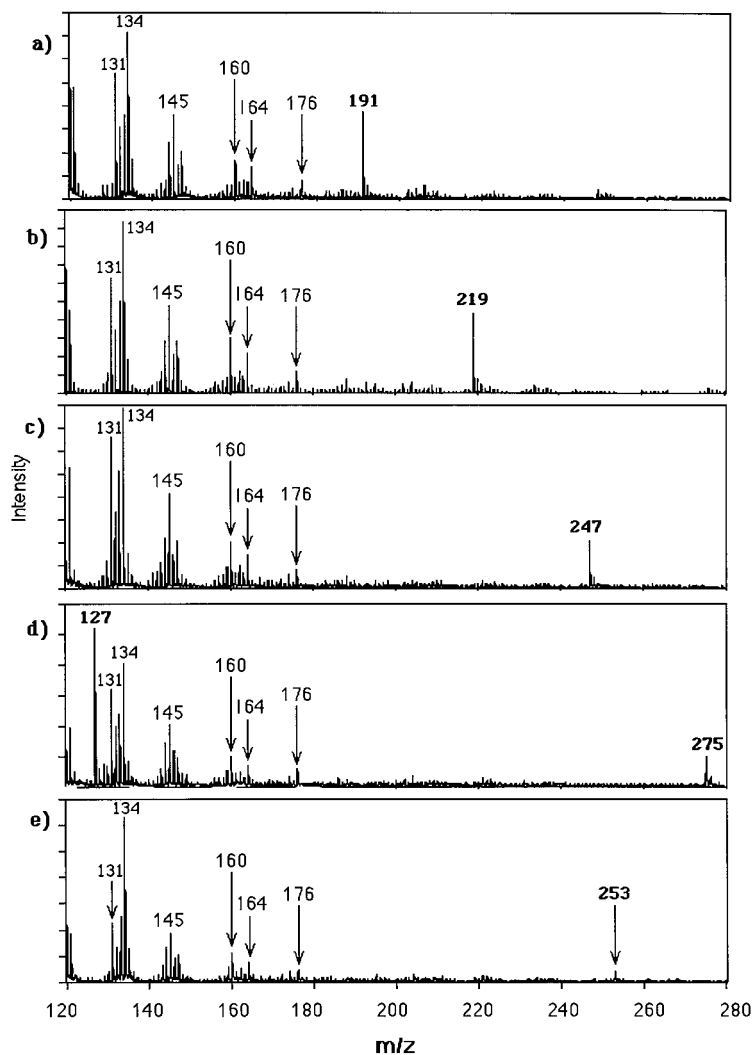 a) 131 134 145 160 164 176 191
b) 131 134 145 160 164 176 219
c) 131 134 145 160 164 176 247
d) 127 131 134 145 160 164 176 275
e) 131 134 145 160 164 176 253
Intensity
120 140 160 180 200 220 240 260 280
m/z